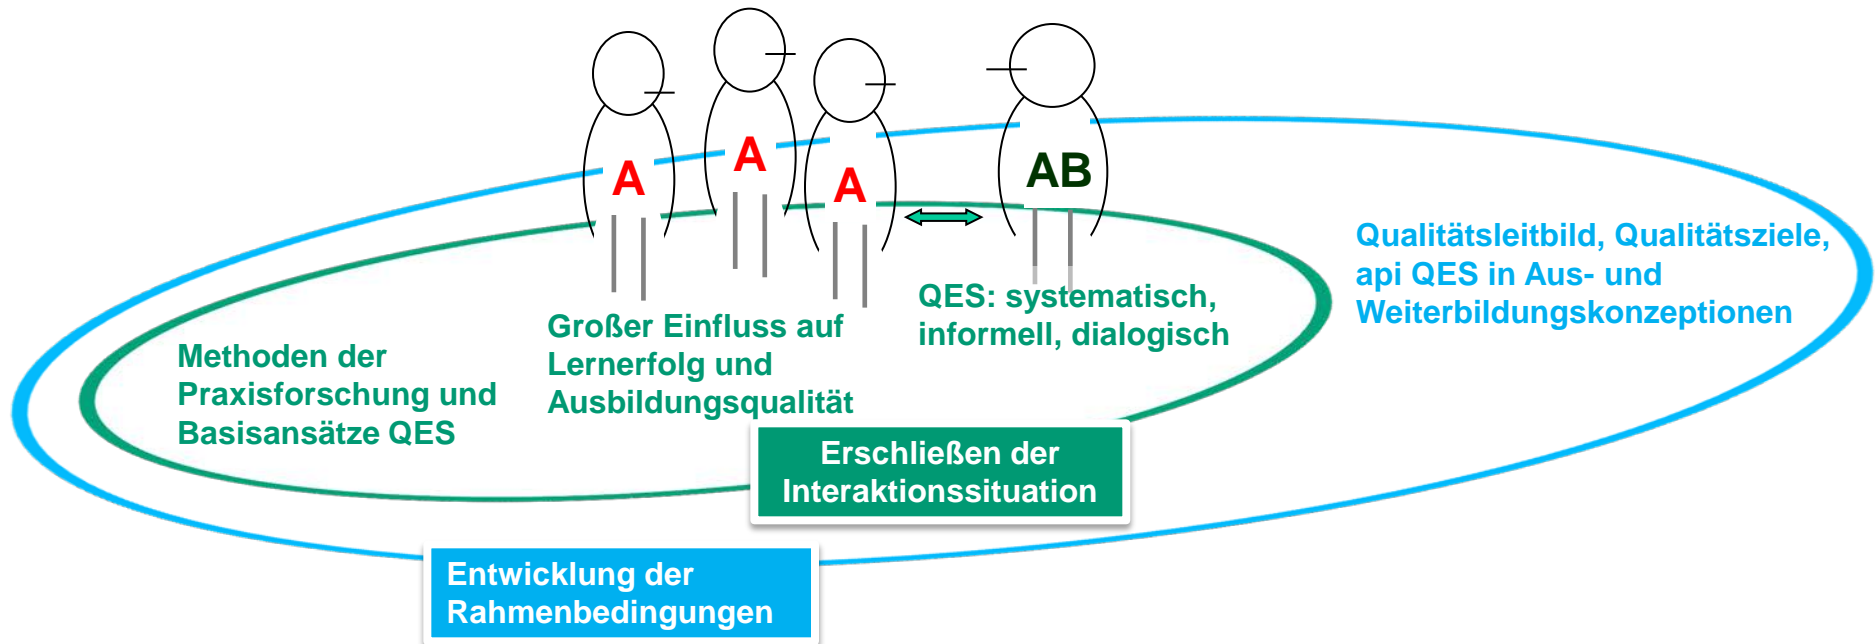 A
A
A
AB
Qualitätsleitbild, Qualitätsziele,
api QES in Aus- und
Weiterbildungskonzeptionen
QES: systematisch,
informell, dialogisch
Großer Einfluss auf
Lernerfolg und
Ausbildungsqualität
Methoden der
Praxisforschung und
Basisansätze QES
Erschließen der
Interaktionssituation
Entwicklung der
Rahmenbedingungen